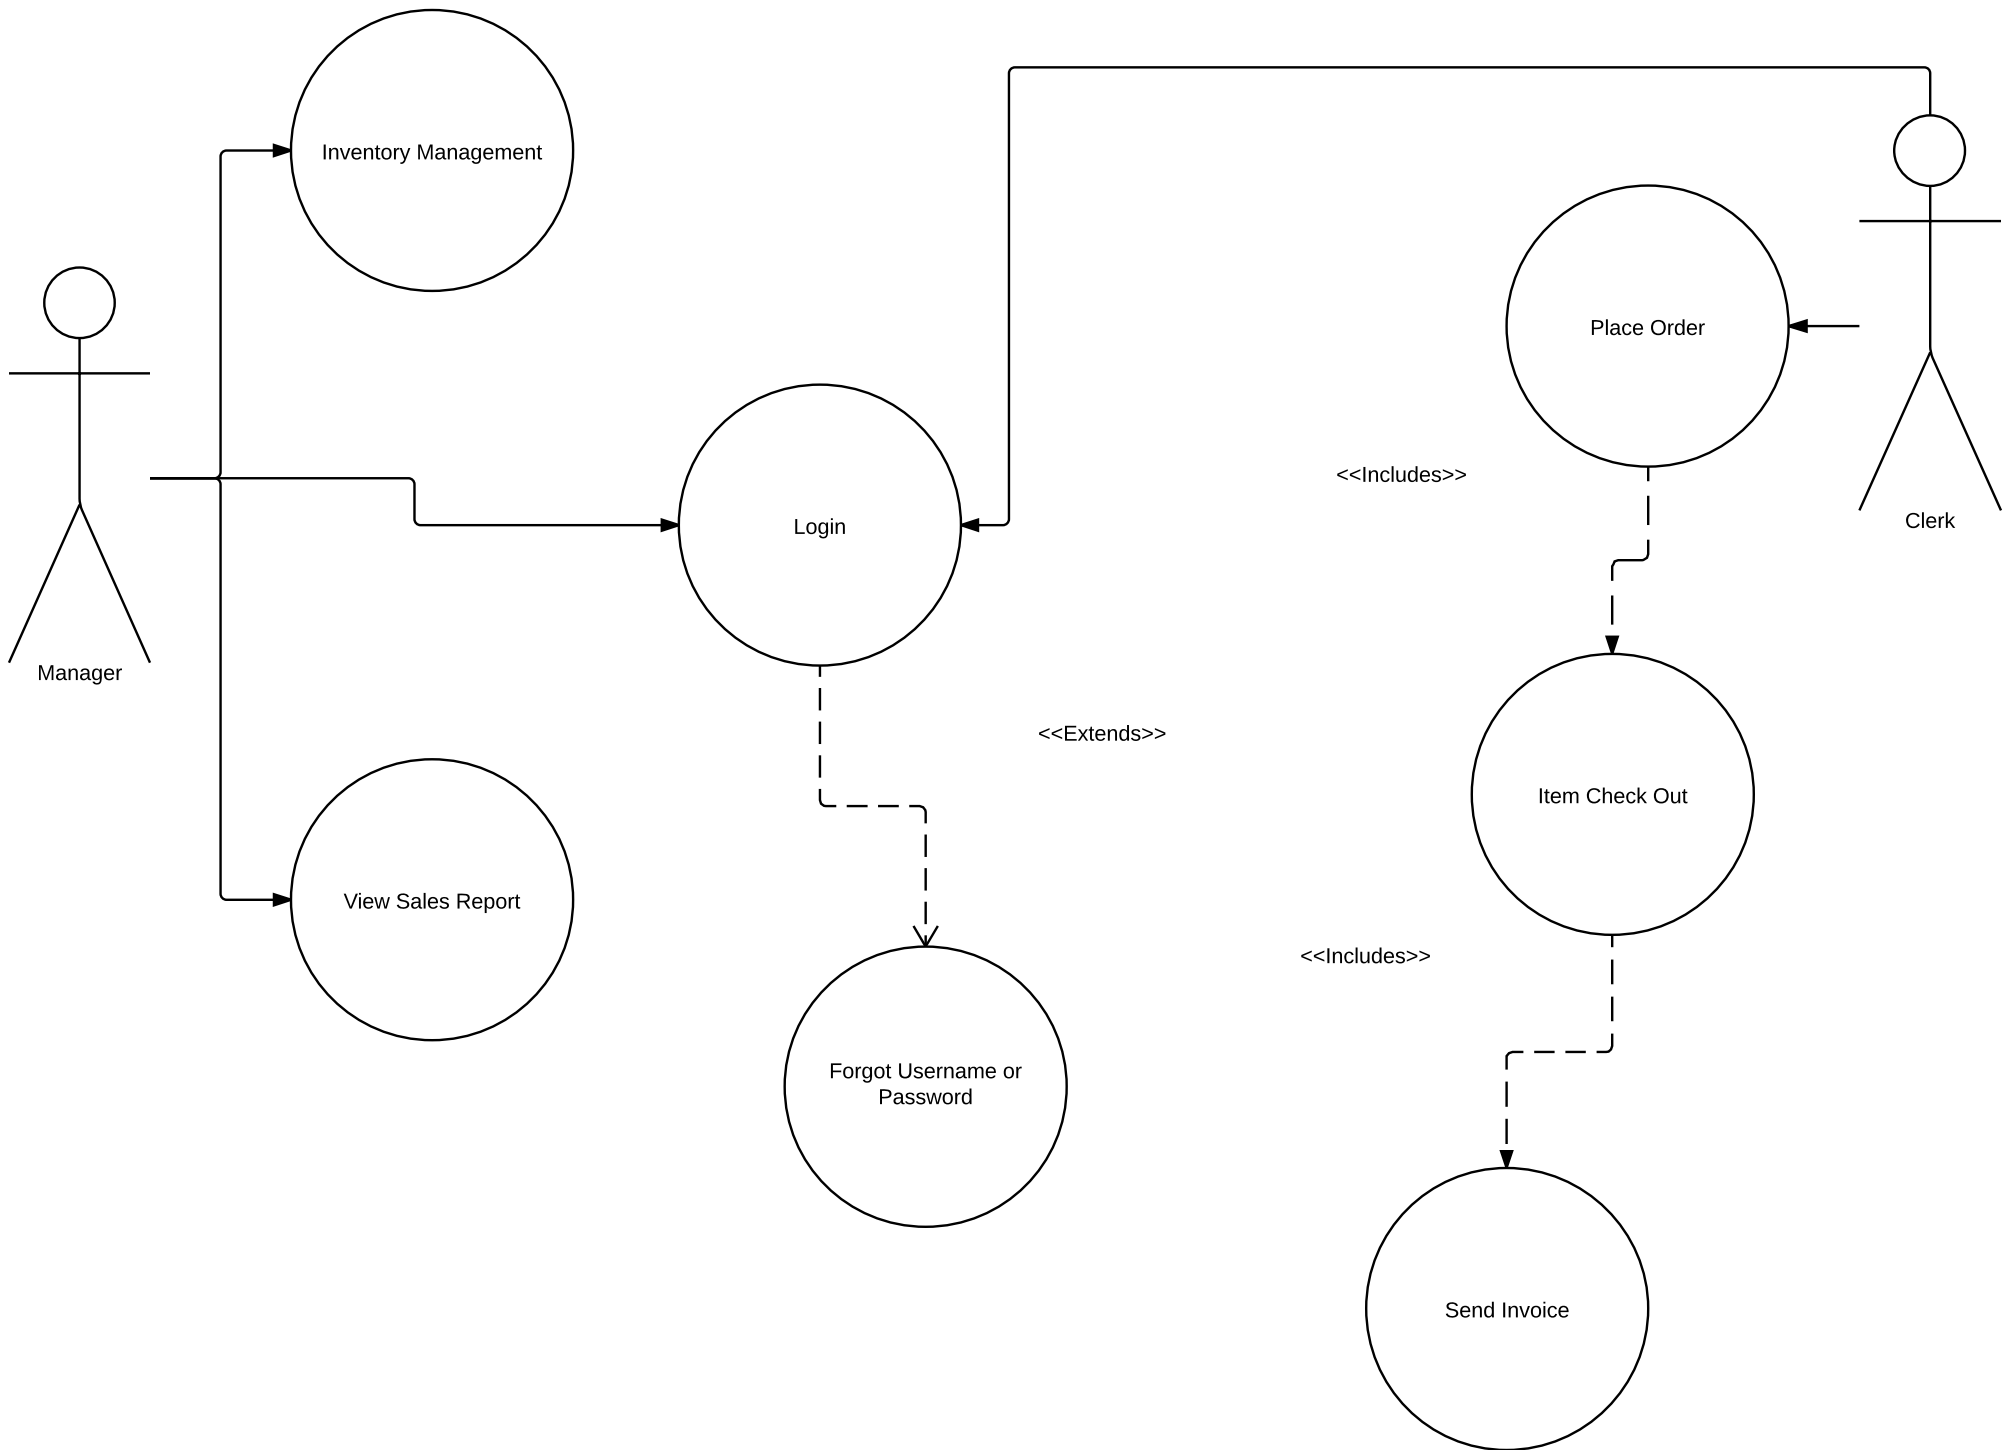 Inventory Management
Place Order
<<Includes>>
Clerk
Login
Manager
<<Extends>>
Item Check Out
View Sales Report
<<Includes>>
Forgot Username or
Password
Send Invoice